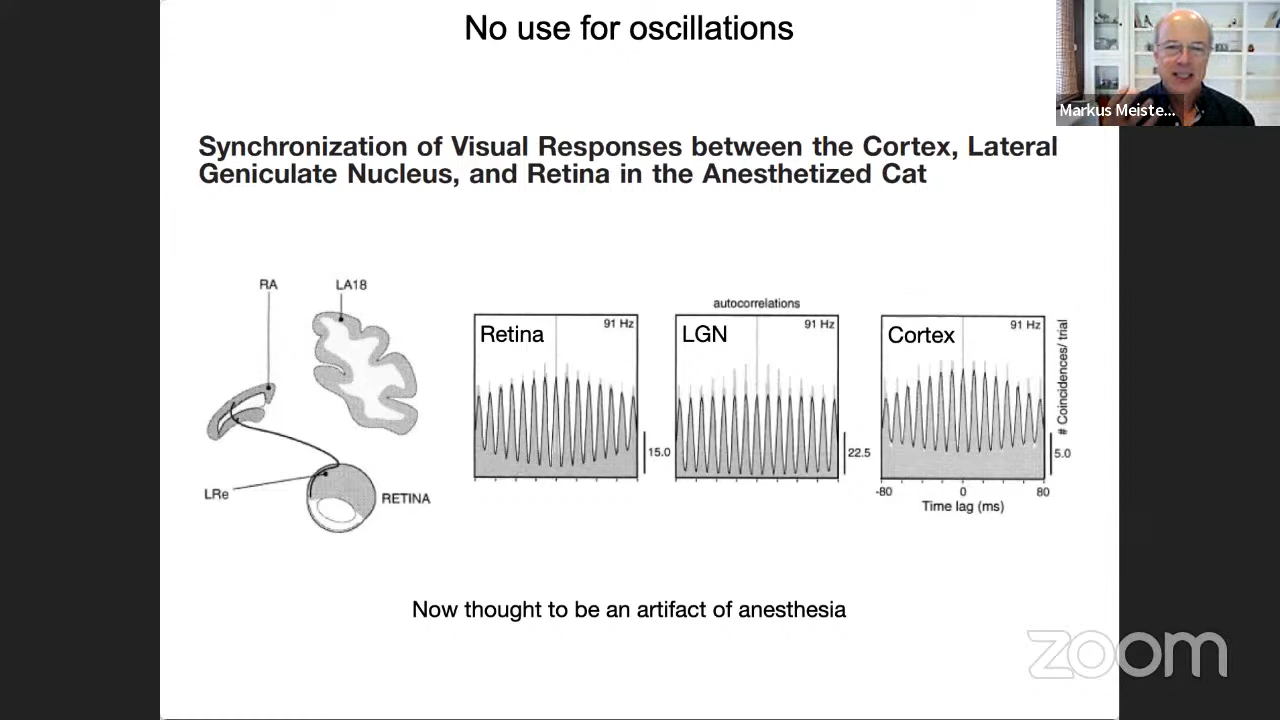 No use for oscillations
Markus Meiste...
Synchronization of Visual Responses between the Cortex, Lateral
Geniculate Nucleus, and Retina in the Anesthetized Cat
RA
LA18
LRe
RETINA
autocorrelations
Retina
91 Hz
15.0
LGN
91 Hz
22.5
Cortex
91 Hz
# Coincidences/ trial
5.0
-80
0
80
Time lag (ms)
Now thought to be an artifact of anesthesia
zoom